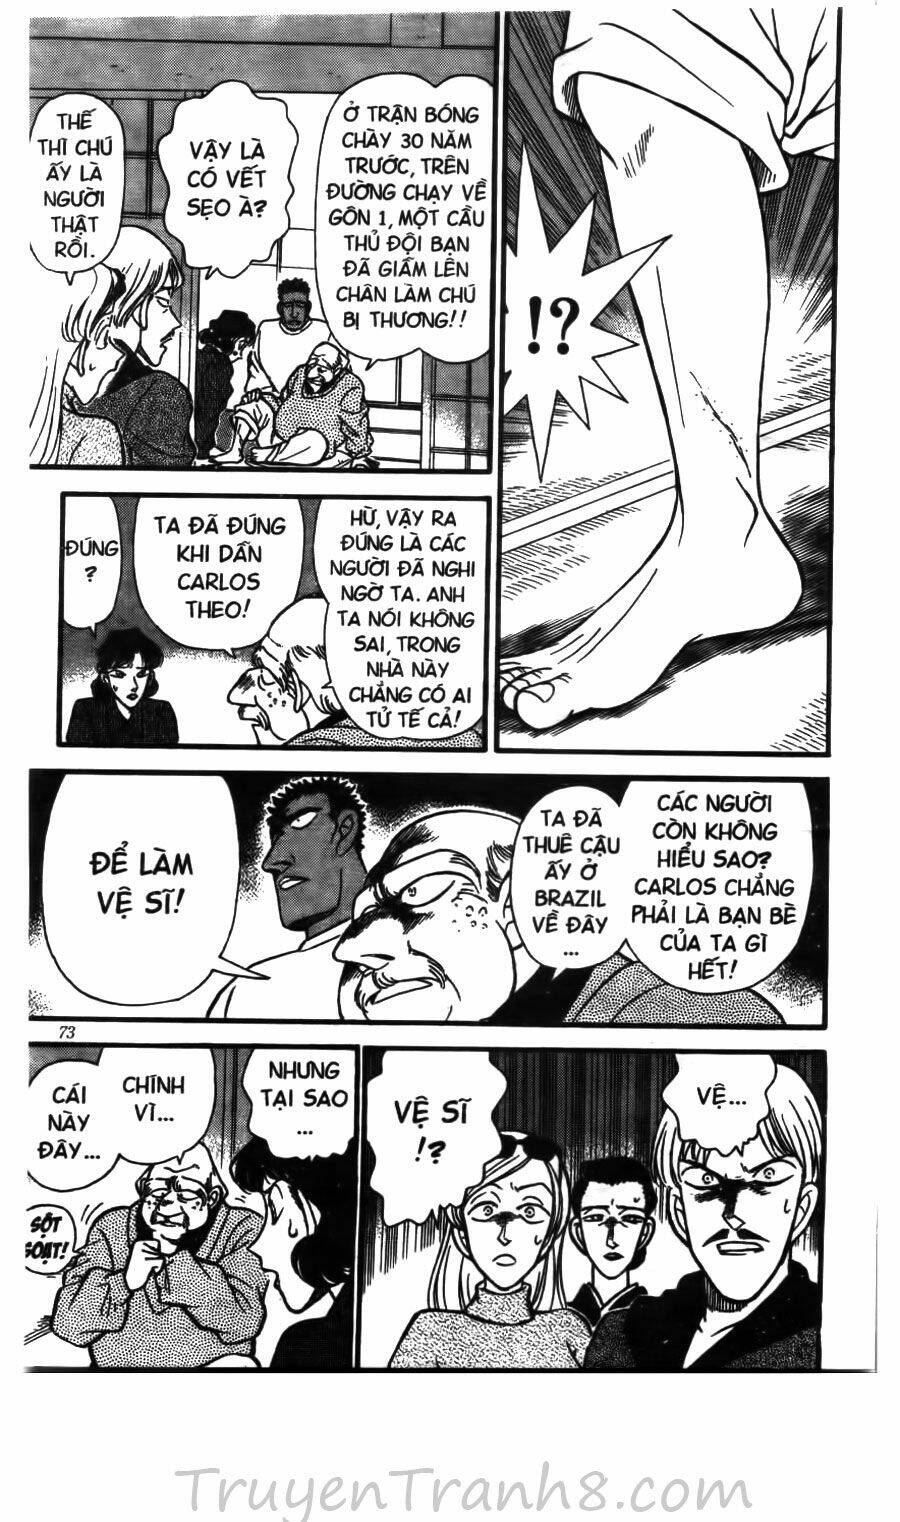 !?
Ở TRẬN BÓNG
CHÀY 30 NĂM
TRƯỚC, TRÊN
ĐƯỜNG CHẠY VỀ
GÔN 1, MỘT CẦU
THỦ ĐỘI BẠN
ĐÃ GIẪM LÊN
CHÂN LÀM CHÚ
BỊ THƯƠNG!!
VẬY LÀ
CÓ VẾT
SẸO À?
THẾ
THÌ CHÚ
ẤY LÀ
NGƯỜI
THẬT
RỒI.
HỪ, VẬY RA
ĐÚNG LÀ CÁC
NGƯỜI ĐÃ NGHI
NGỜ TA. ANH
TA NÓI KHÔNG
SAI, TRONG
NHÀ NÀY
CHẲNG CÓ AI
TỬ TẾ CẢ!
TA ĐÃ ĐÚNG
KHI DẪN
CARLOS
THEO!
ĐÚNG
?
CÁC NGƯỜI
CÒN KHÔNG
HIỂU SAO?
CARLOS CHẲNG
PHẢI LÀ BẠN BÈ
CỦA TA GÌ
HẾT!
TA ĐÃ
THUÊ CẬU
ẤY Ở
BRAZIL
VỀ ĐÂY
...
ĐỂ LÀM
VỆ SĨ!
73
VỆ...
VỆ SĨ
!?
NHƯNG
TẠI SAO
...
CHÍNH
VÌ...
CÁI
NÀY
ĐÂY...
SỘT
SOẠT!
TruyenTranh8.com